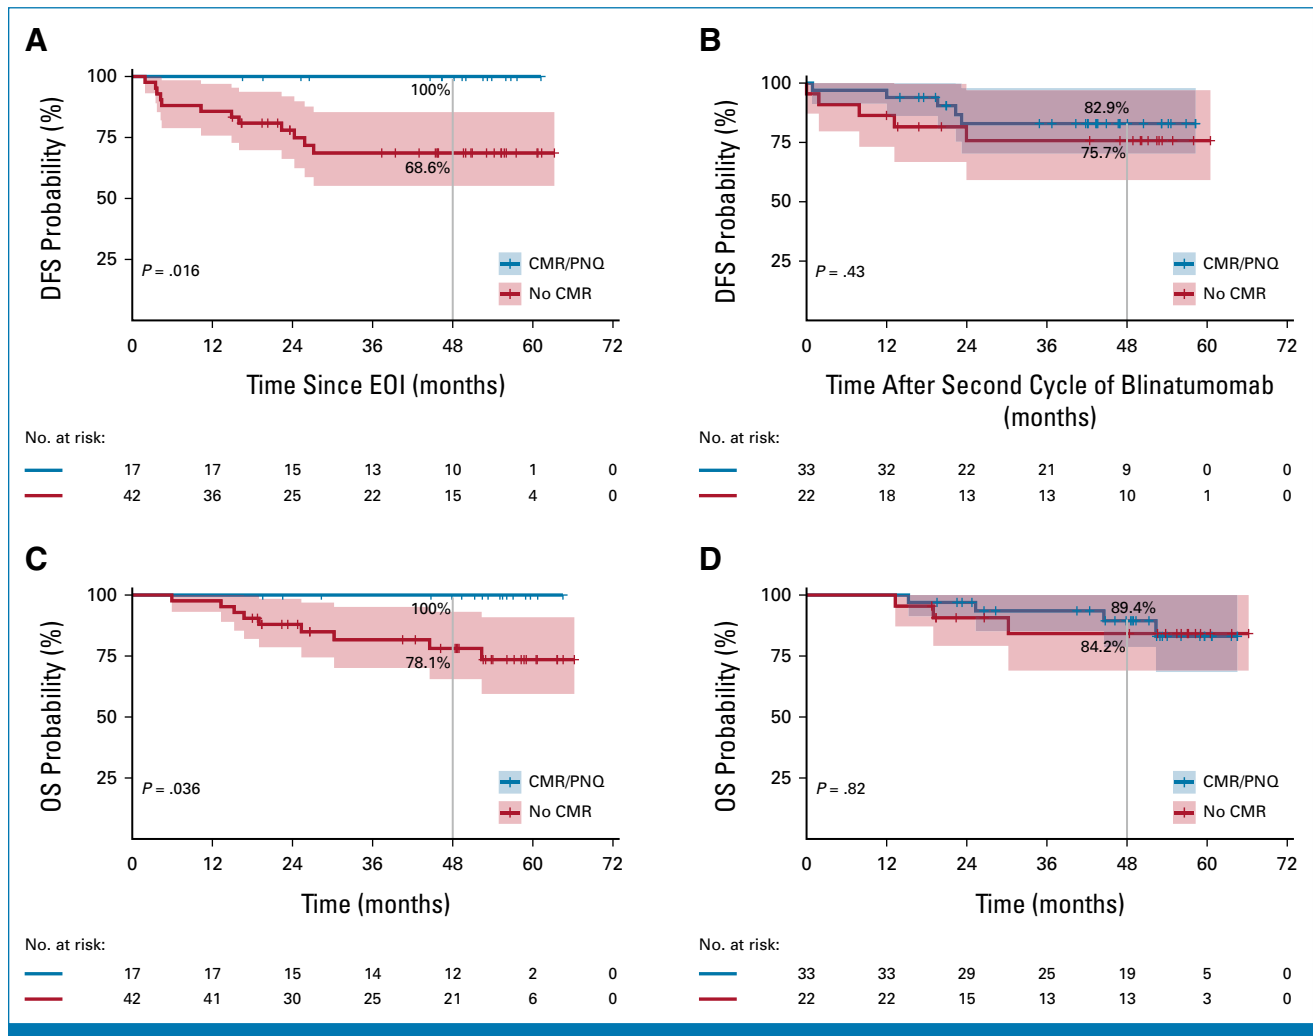 A
DFS Probability (%)
100
75
50
25
100%
68.6%
P = .016
CMR/PNQ
No CMR
0 12 24 36 48 60 72
Time Since EOI (months)
No. at risk:
17 17 15 13 10 1 0
42 36 25 22 15 4 0
B
DFS Probability (%)
100
75
50
25
82.9%
75.7%
P = .43
CMR/PNQ
No CMR
0 12 24 36 48 60 72
Time After Second Cycle of Blinatumomab
(months)
No. at risk:
33 32 22 21 9 0 0
22 18 13 13 10 1 0
C
OS Probability (%)
100
75
50
25
100%
78.1%
P = .036
CMR/PNQ
No CMR
0 12 24 36 48 60 72
Time (months)
No. at risk:
17 17 15 14 12 2 0
42 41 30 25 21 6 0
D
OS Probability (%)
100
75
50
25
89.4%
84.2%
P = .82
CMR/PNQ
No CMR
0 12 24 36 48 60 72
Time (months)
No. at risk:
33 33 29 25 19 5 0
22 22 15 13 13 3 0